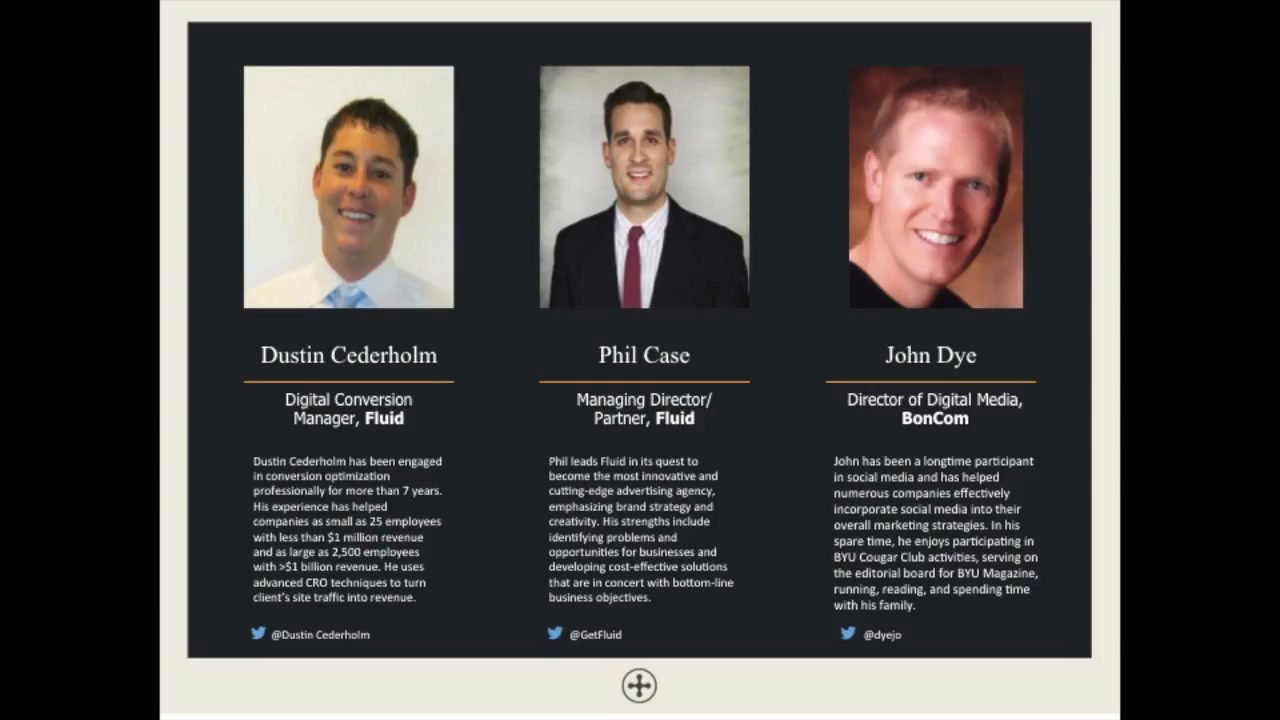 Dustin Cederholm
Digital Conversion
Manager, Fluid
Dustin Cederholm has been engaged
in conversion optimization
professionally for more than 7 years.
His experience has helped
companies as small as 25 employees
with less than $1 million revenue
and as large as 2,500 employees
with >$1 billion revenue. He uses
advanced CRO techniques to turn
client's site traffic into revenue.
@Dustin Cederholm
Phil Case
Managing Director/
Partner, Fluid
Phil leads Fluid in its quest to
become the most innovative and
cutting-edge advertising agency,
emphasizing brand strategy and
creativity. His strengths include
identifying problems and
opportunities for businesses and
developing cost-effective solutions
that are in concert with bottom-line
business objectives.
@GetFluid
John Dye
Director of Digital Media,
BonCom
John has been a longtime participant
in social media and has helped
numerous companies effectively
incorporate social media into their
overall marketing strategies. In his
spare time, he enjoys participating in
BYU Cougar Club activities, serving on
the editorial board for BYU Magazine,
running, reading, and spending time
with his family.
@dyejo